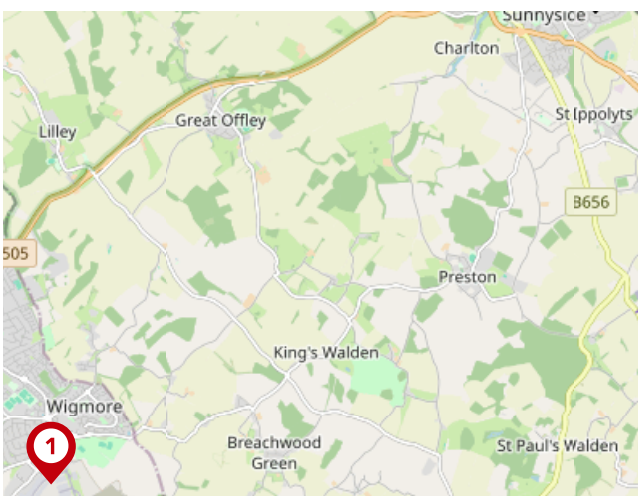 Sunnyside
Charlton
Great Offley
St Ippolyts
Lilley
B656
505
Preston
King's Walden
Wigmore
Breachwood
Green
St Paul's Walden
1